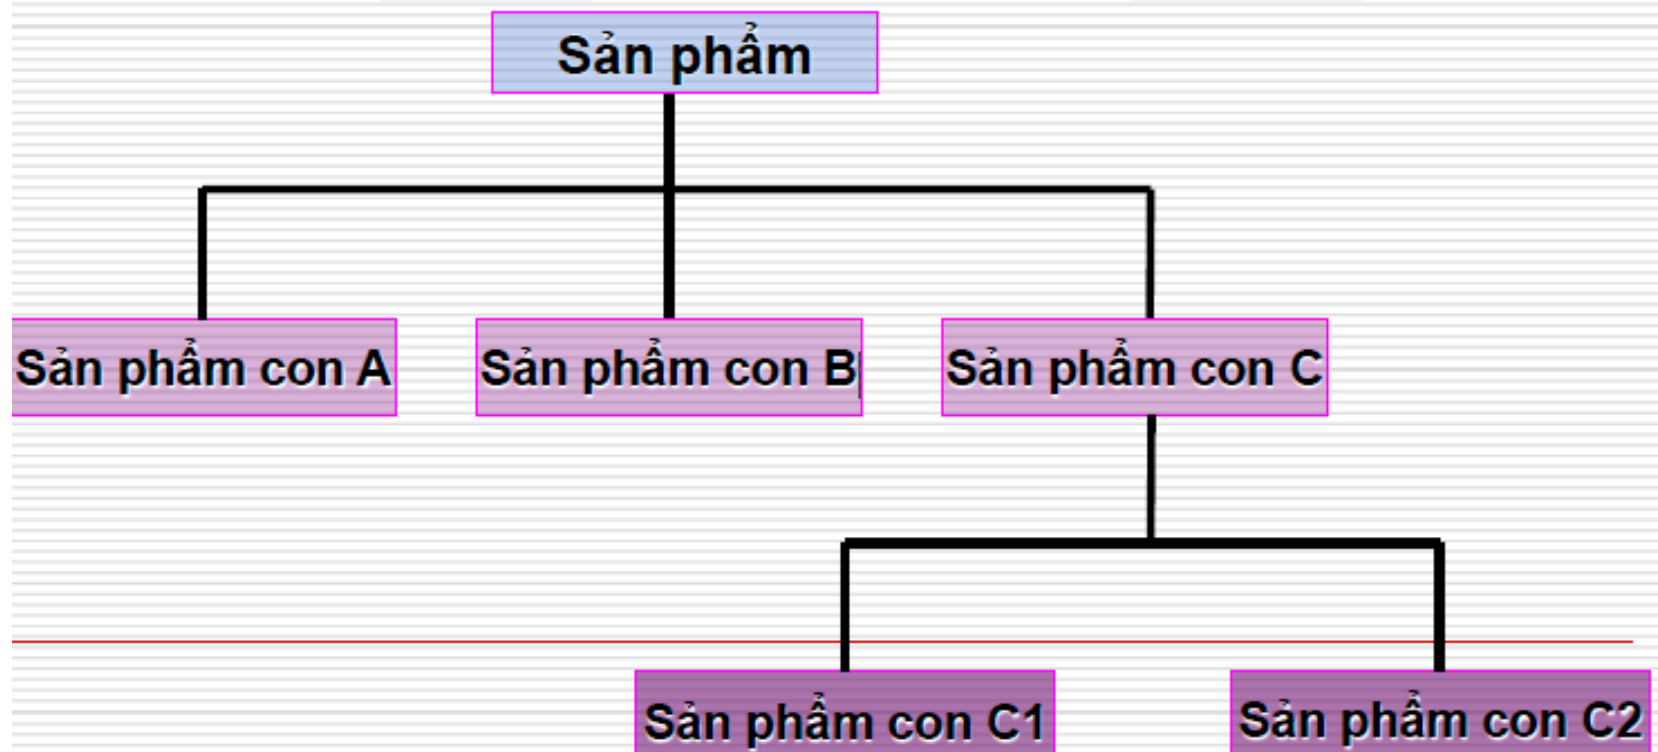 Sản phẩm
Sản phẩm con A
Sản phẩm con B
Sản phẩm con C
Sản phẩm con C1
Sản phẩm con C2